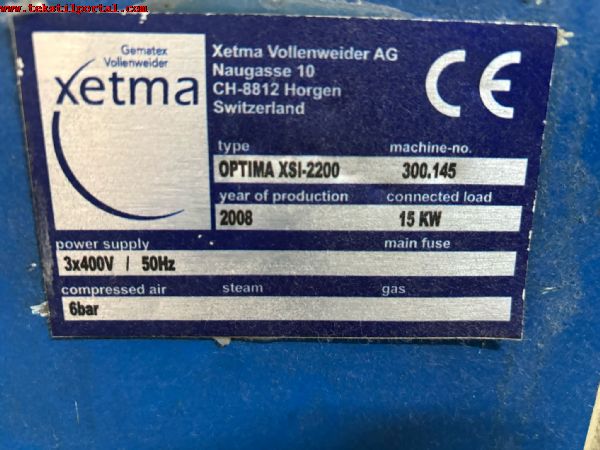 www.tekstilportal.com
Gematex
Vollenweider
xetma
Xetma Vollenweider AG
Naugasse 10
CH-8812 Horgen
Switzerland
CE
type machine-no.
OPTIMA XSI-2200 300.145
year of production connected load
2008 15 KW
power supply main fuse
3x400V / 50Hz
compressed air steam gas
6bar